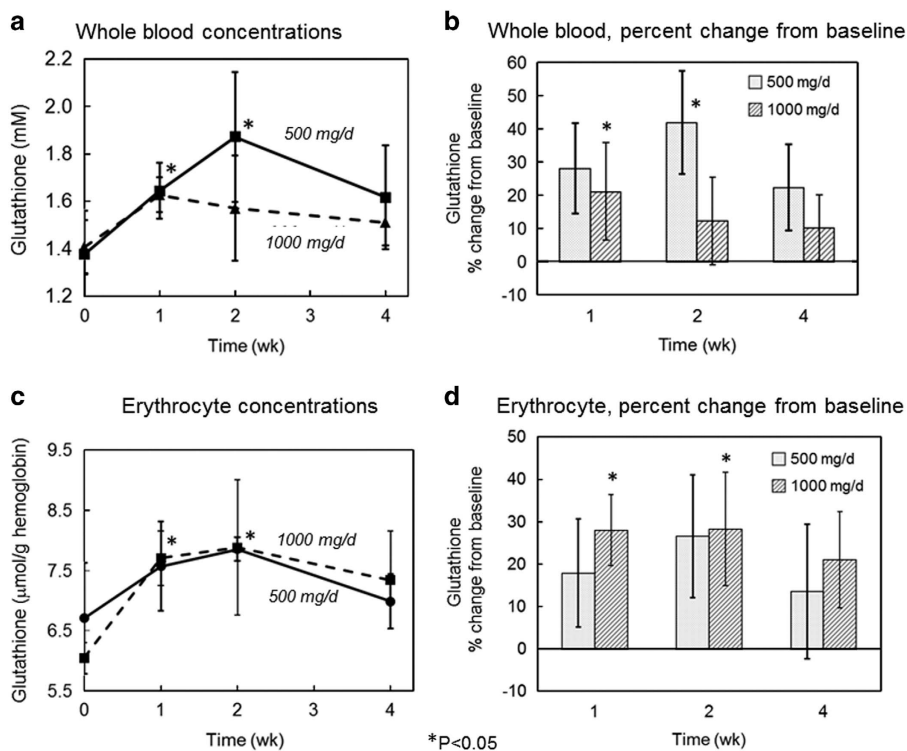 a
Whole blood concentrations
2.2
2.0
1.8
1.6
1.4
1.2
Glutathione (mM)
*
*
500 mg/d
1000 mg/d
0
1
2
3
4
Time (wk)
b
Whole blood, percent change from baseline
60
50
40
30
20
10
0
-10
Glutathione
% change from baseline
500 mg/d
1000 mg/d
*
*
1
2
4
Time (wk)
c
Erythrocyte concentrations
9.5
8.5
7.5
6.5
5.5
Glutathione (μmol/g hemoglobin)
*
*
1000 mg/d
500 mg/d
0
1
2
3
4
Time (wk)
d
Erythrocyte, percent change from baseline
50
40
30
20
10
0
-10
Glutathione
% change from baseline
500 mg/d
1000 mg/d
*
*
1
2
4
Time (wk)
*P<0.05